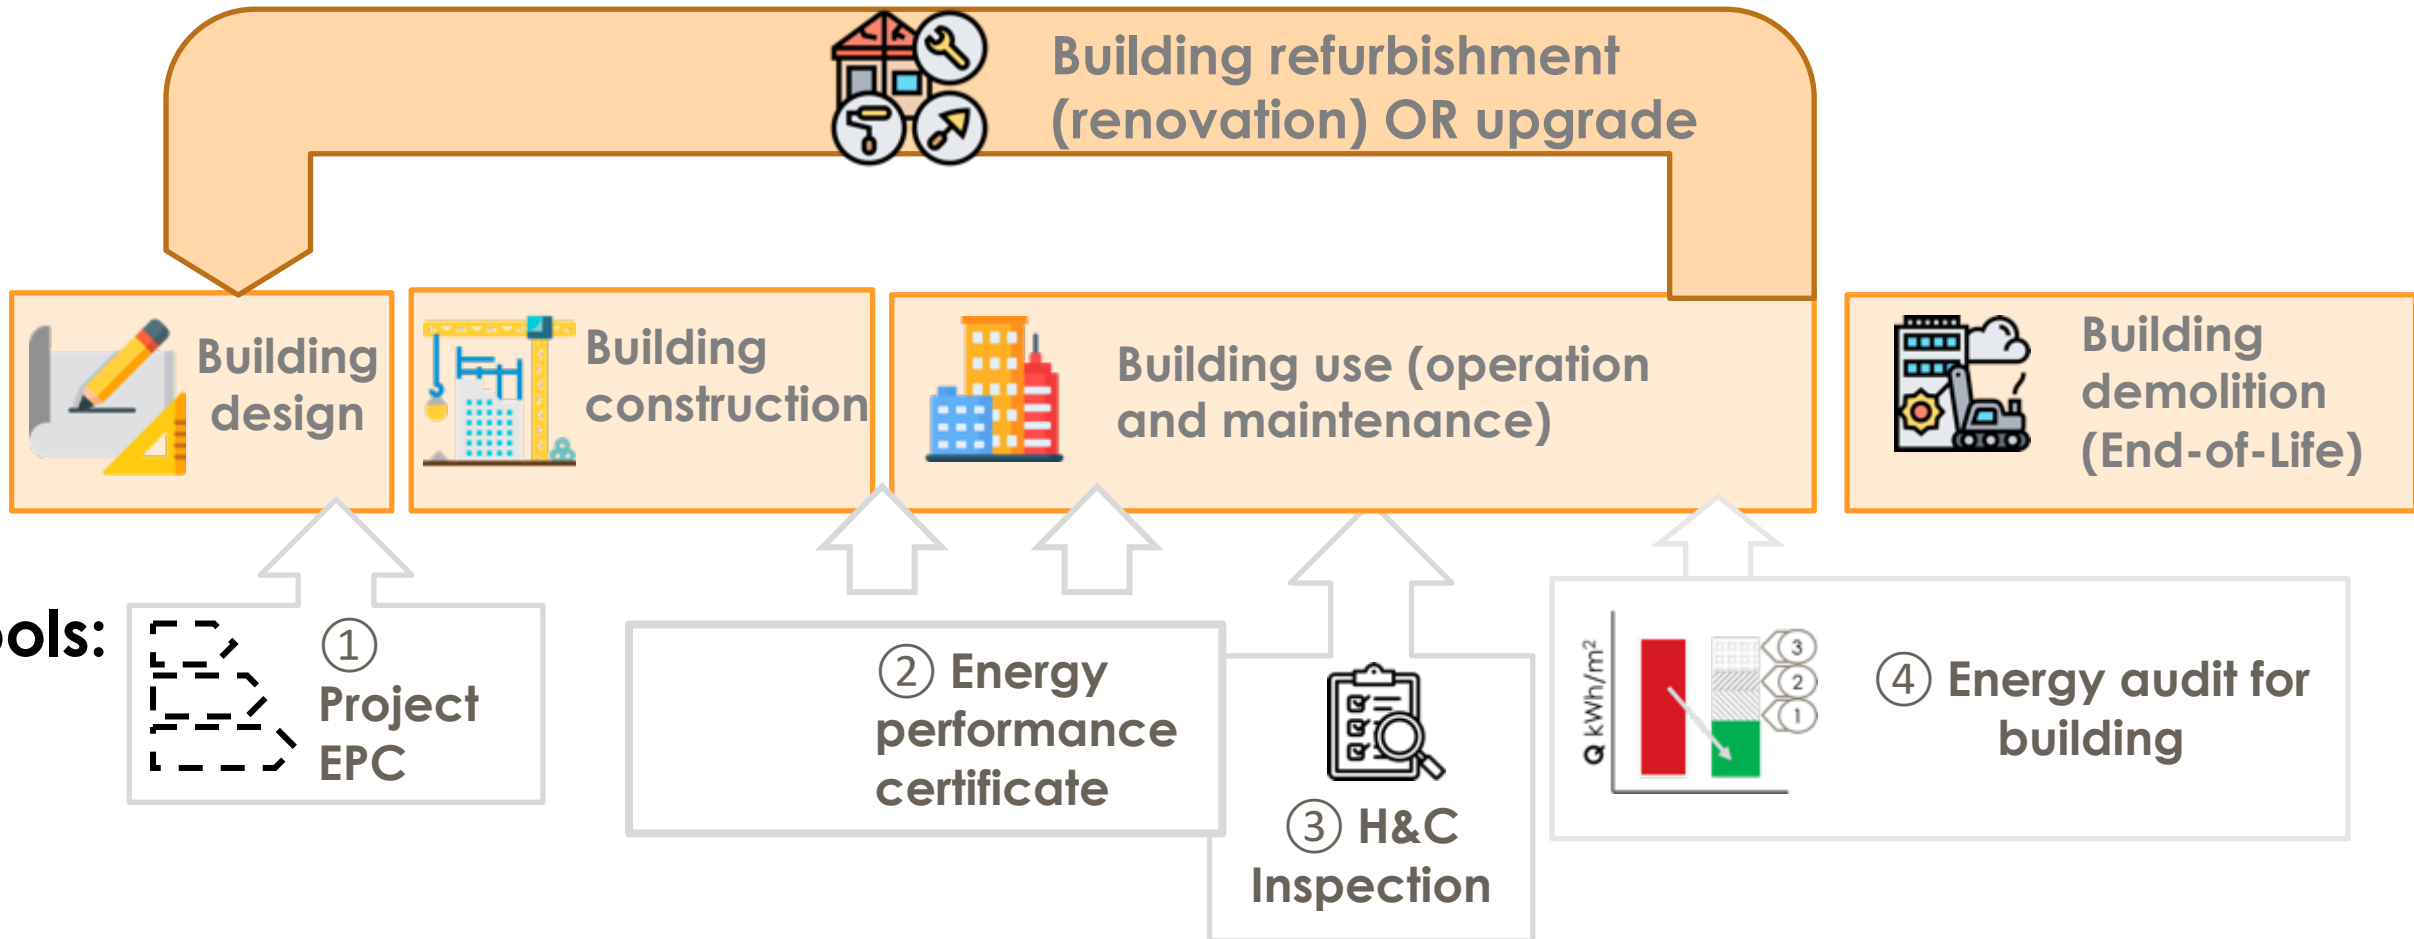 Building refurbishment
(renovation) OR upgrade
Building
design
Building
construction
Building use (operation
and maintenance)
Building
demolition
(End-of-Life)
ools:
①
Project
EPC
② Energy
performance
certificate
③ H&C
Inspection
Q kWh/m²
3
2
1
④ Energy audit for
building